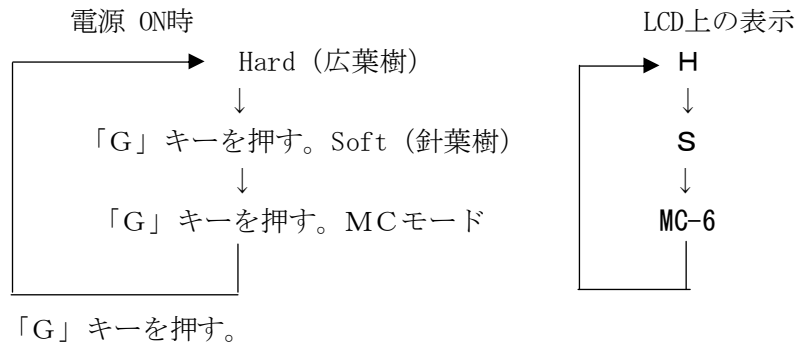 電源 ON時 LCD上の表示
Hard (広葉樹) H
↓ ↓
「G」キーを押す。Soft (針葉樹) S
↓ ↓
「G」キーを押す。MCモード MC-6
「G」キーを押す。